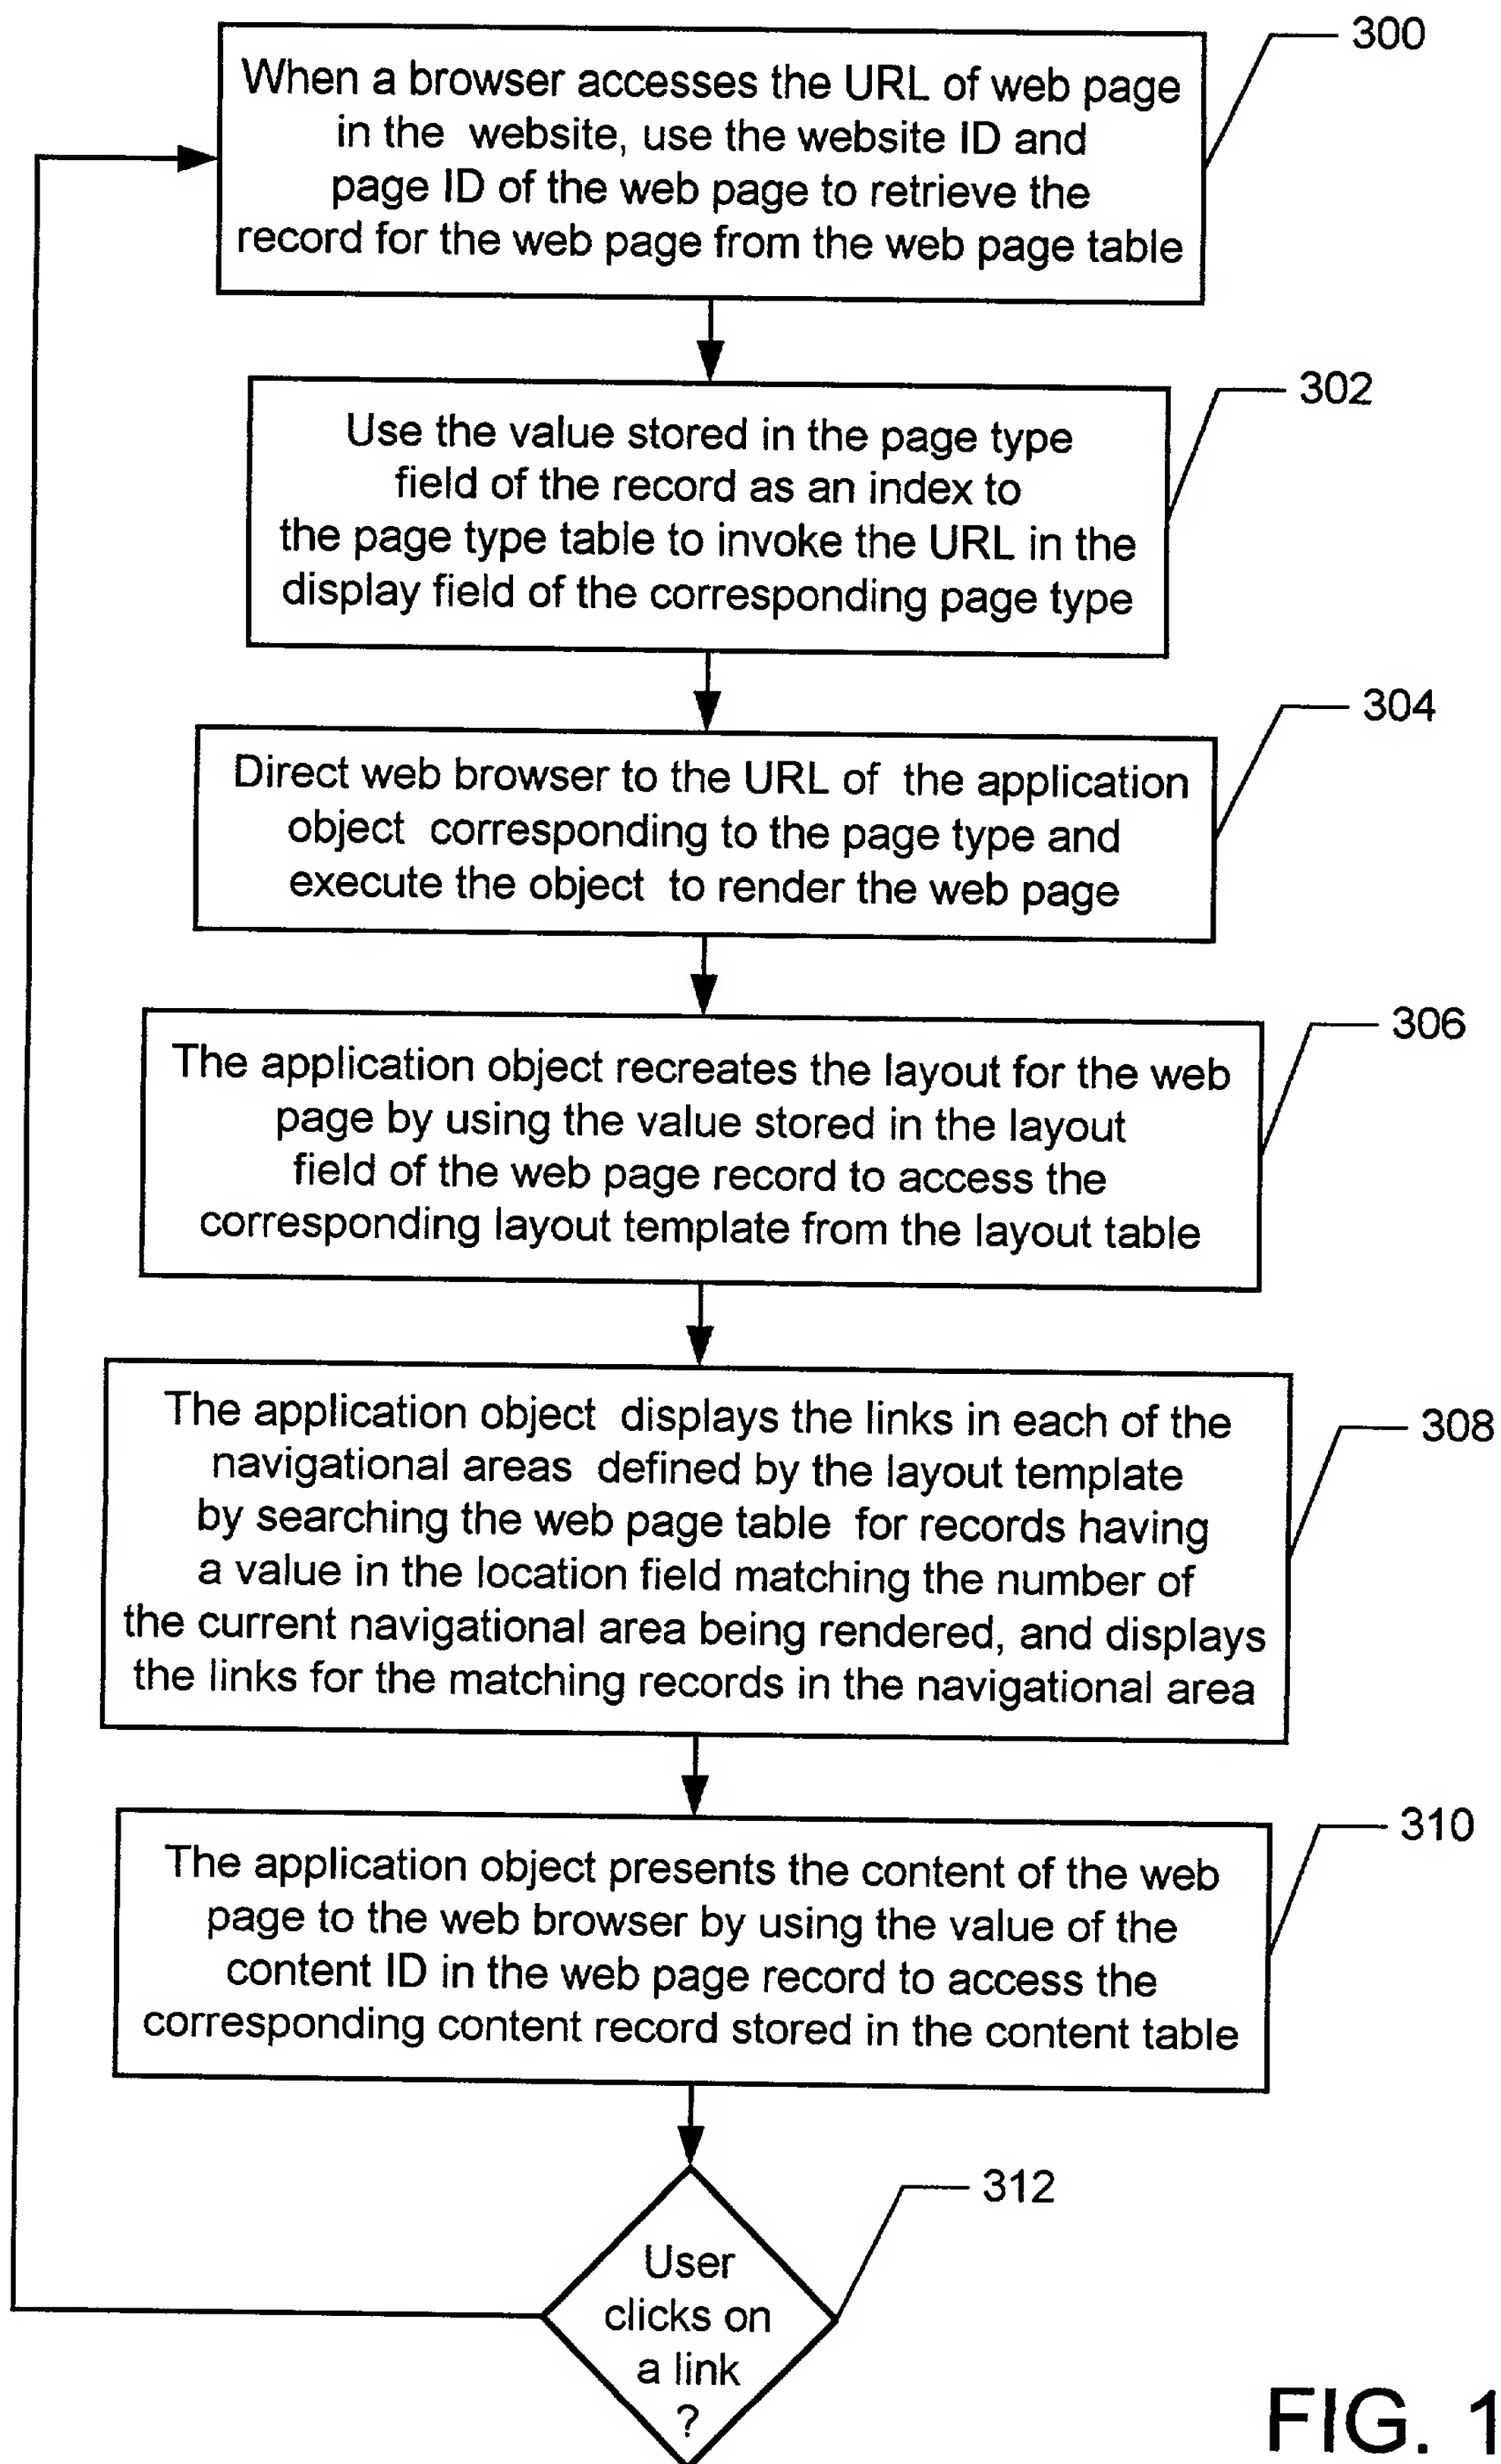 300
When a browser accesses the URL of web page
in the website, use the website ID and
page ID of the web page to retrieve the
record for the web page from the web page table
302
Use the value stored in the page type
field of the record as an index to
the page type table to invoke the URL in the
display field of the corresponding page type
304
Direct web browser to the URL of the application
object corresponding to the page type and
execute the object to render the web page
306
The application object recreates the layout for the web
page by using the value stored in the layout
field of the web page record to access the
corresponding layout template from the layout table
308
The application object displays the links in each of the
navigational areas defined by the layout template
by searching the web page table for records having
a value in the location field matching the number of
the current navigational area being rendered, and displays
the links for the matching records in the navigational area
310
The application object presents the content of the web
page to the web browser by using the value of the
content ID in the web page record to access the
corresponding content record stored in the content table
312
User
clicks on
a link
?
FIG. 1